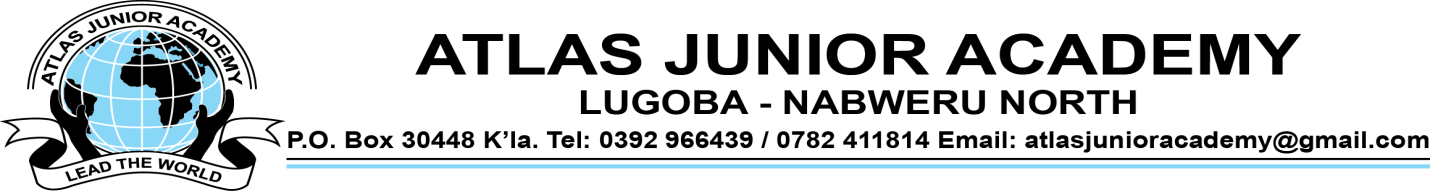 ATLAS JUNIOR ACADEMY
LEAD THE WORLD
ATLAS JUNIOR ACADEMY
LUGOBA - NABWERU NORTH
P.O. Box 30448 K’la. Tel: 0392 966439 / 0782 411814 Email: atlasjunioracademy@gmail.com